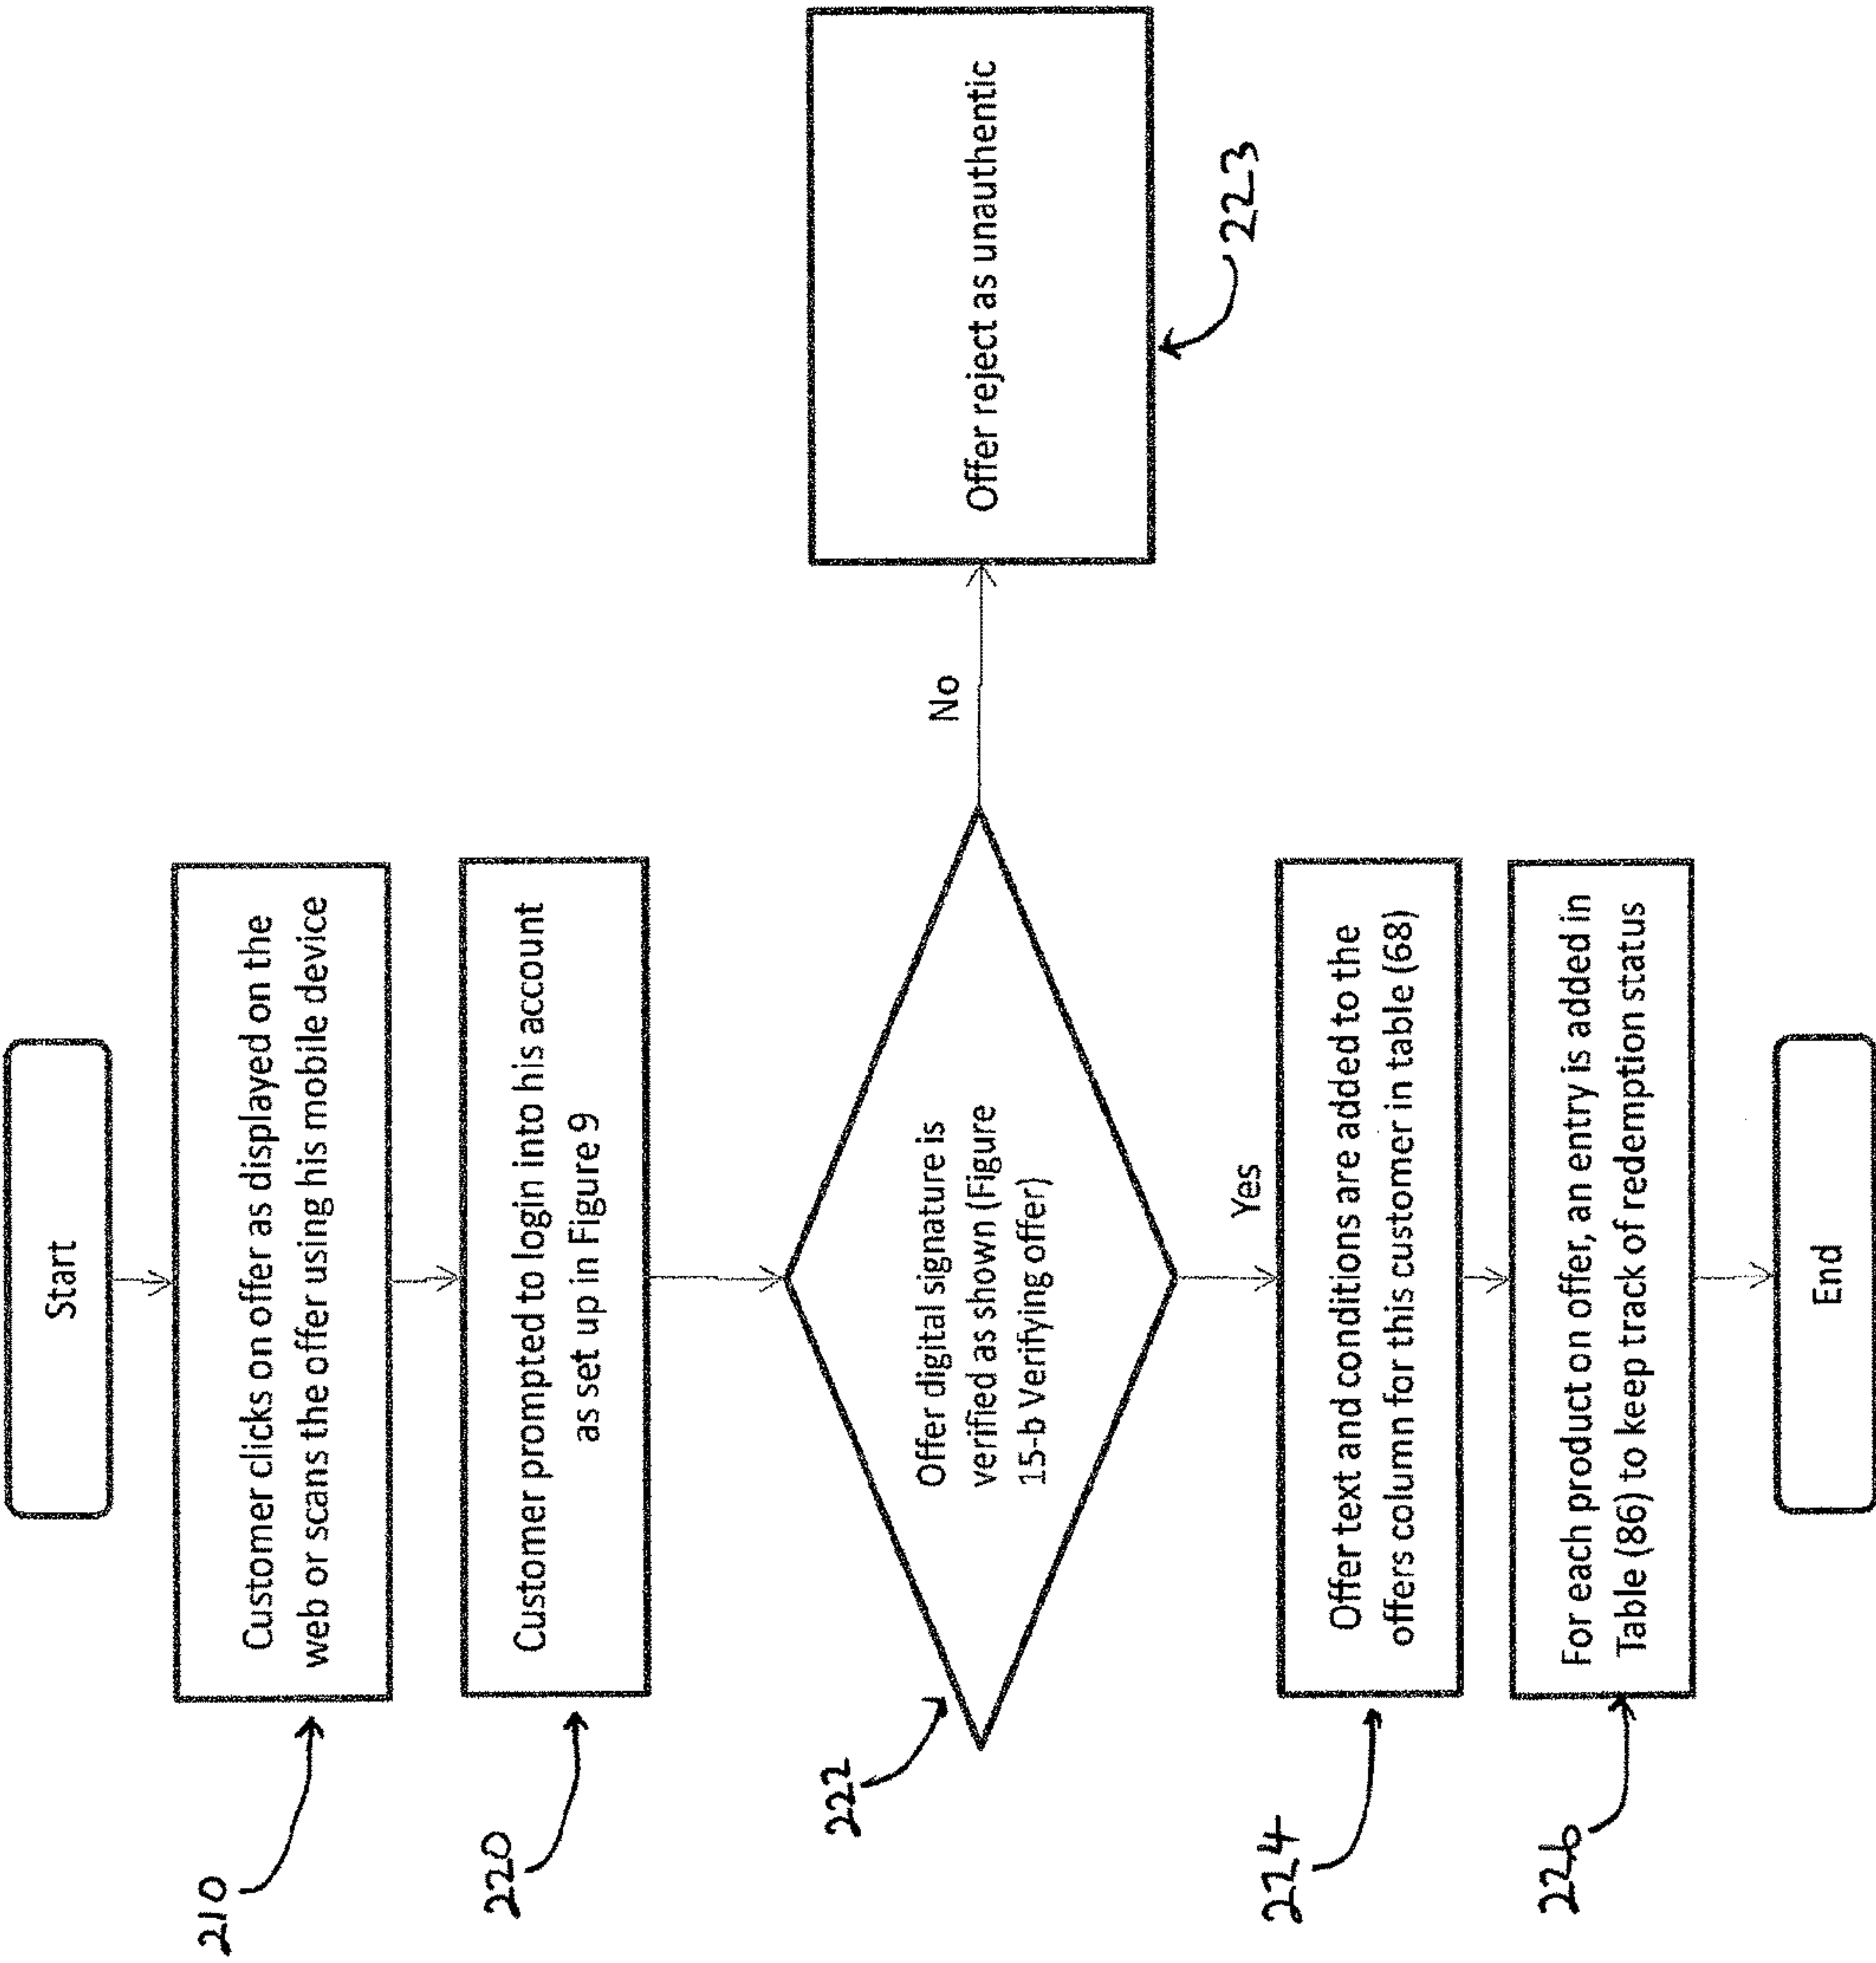 Start
210
Customer clicks on offer as displayed on the
web or scans the offer using his mobile device
220
Customer prompted to login into his account
as set up in Figure 9
222
Offer digital signature is
verified as shown (Figure
15-b Verifying offer)
No
Offer reject as unauthentic
223
Yes
224
Offer text and conditions are added to the
offers column for this customer in table (68)
226
For each product on offer, an entry is added in
Table (86) to keep track of redemption status
End